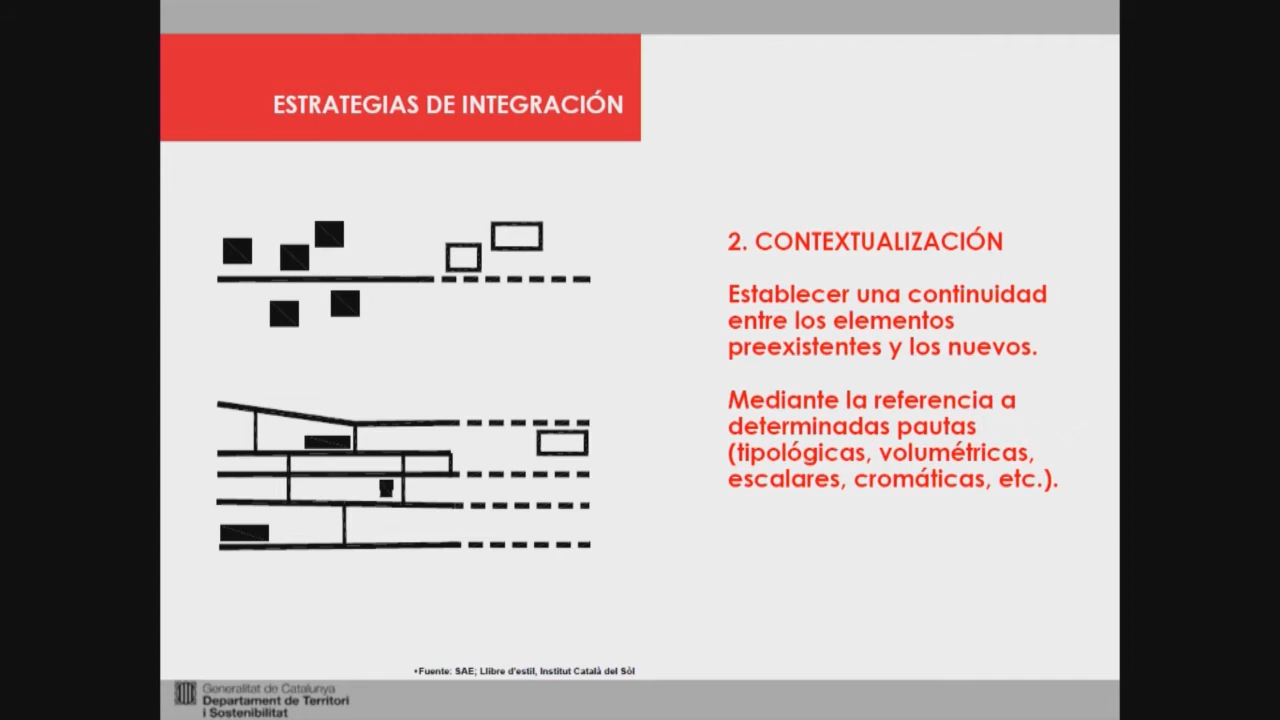 ESTRATEGIAS DE INTEGRACIÓN
2. CONTEXTUALIZACIÓN
Establecer una continuidad
entre los elementos
preexistentes y los nuevos.
Mediante la referencia a
determinadas pautas
(tipológicas, volumétricas,
escalares, cromáticas, etc.).
•Fuente: SAE; Llibre d'estil, Institut Català del Sòl
Generalitat de Catalunya
Departament de Territori
i Sostenibilitat